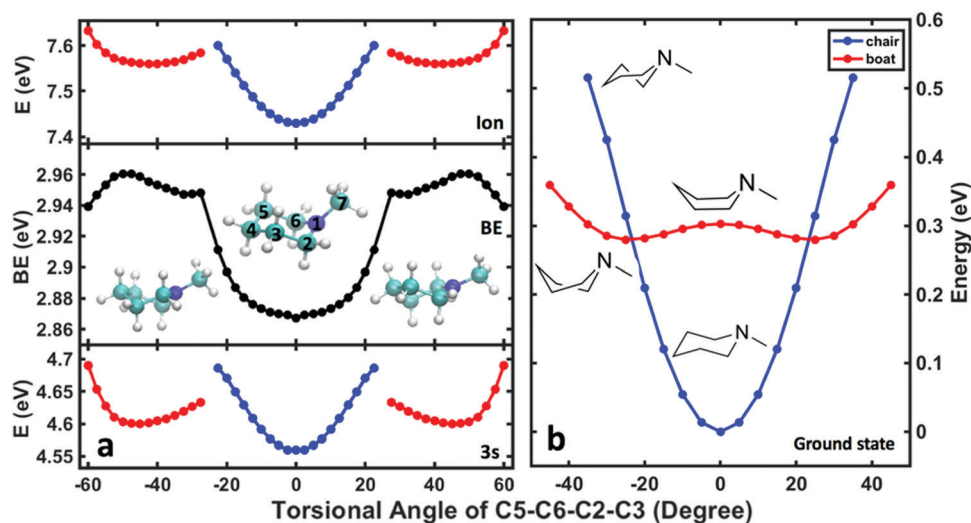 7.6
7.5
7.4
E (eV)
Ion
2.96
2.94
2.92
2.9
2.88
2.86
BE (eV)
BE
5
6
1
7
4
3
2
4.7
4.6
4.55
E (eV)
a
3s
-60
-40
-20
0
20
40
60
chair
boat
N
N
N
N
b
Ground state
0.6
0.5
0.4
0.3
0.2
0.1
0
Energy (eV)
-40
-20
0
20
40
Torsional Angle of C5-C6-C2-C3 (Degree)